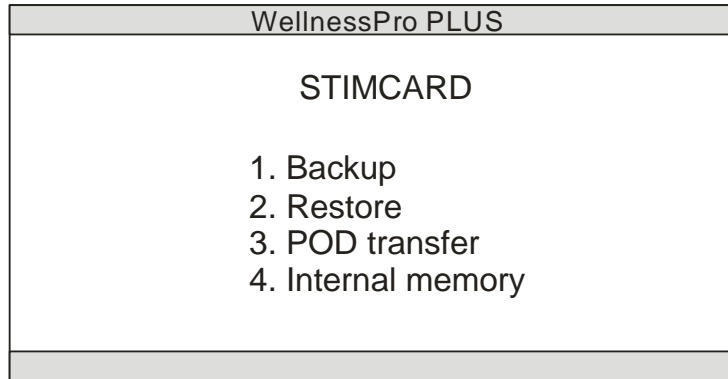 WellnessPro PLUS
STIMCARD
1. Backup
2. Restore
3. POD transfer
4. Internal memory